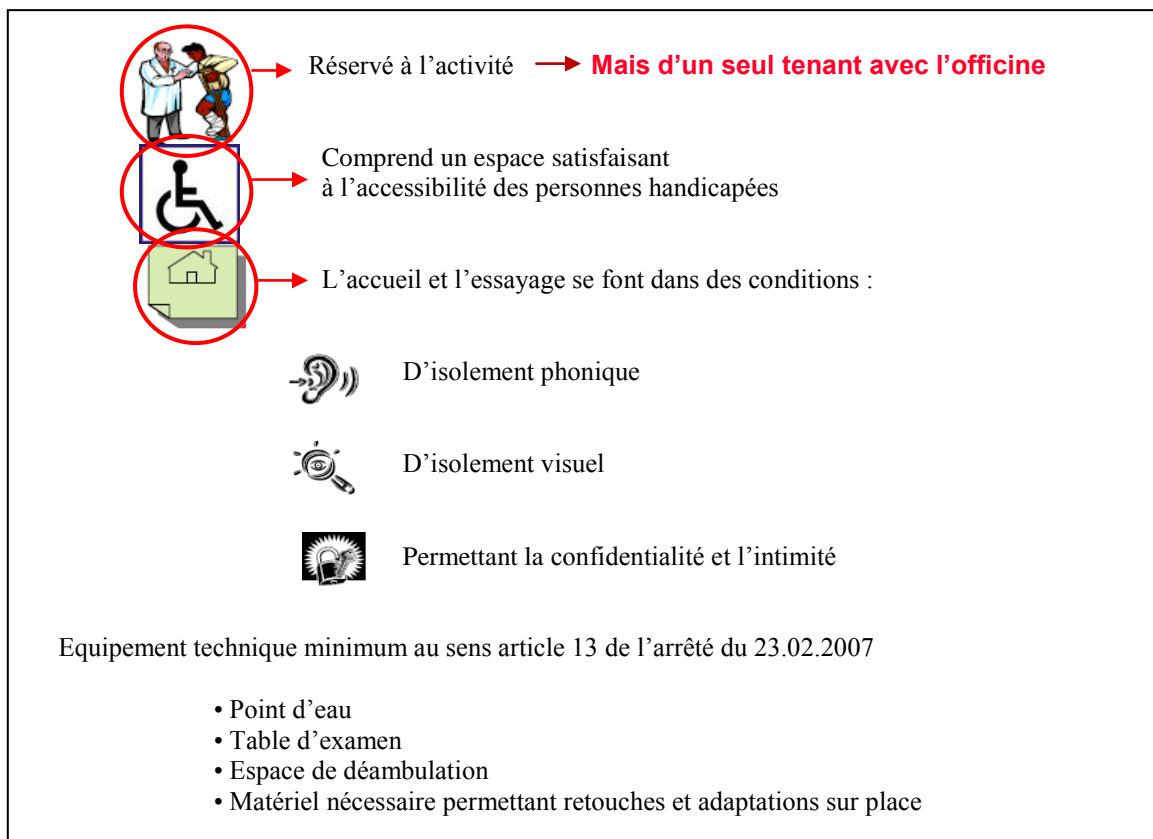 Réservé à l’activité Mais d’un seul tenant avec l’officine
Comprend un espace satisfaisant
à l’accessibilité des personnes handicapées
L’accueil et l’essayage se font dans des conditions :
D’isolement phonique
D’isolement visuel
Permettant la confidentialité et l’intimité
Equipement technique minimum au sens article 13 de l’arrêté du 23.02.2007
• Point d’eau
• Table d’examen
• Espace de déambulation
• Matériel nécessaire permettant retouches et adaptations sur place